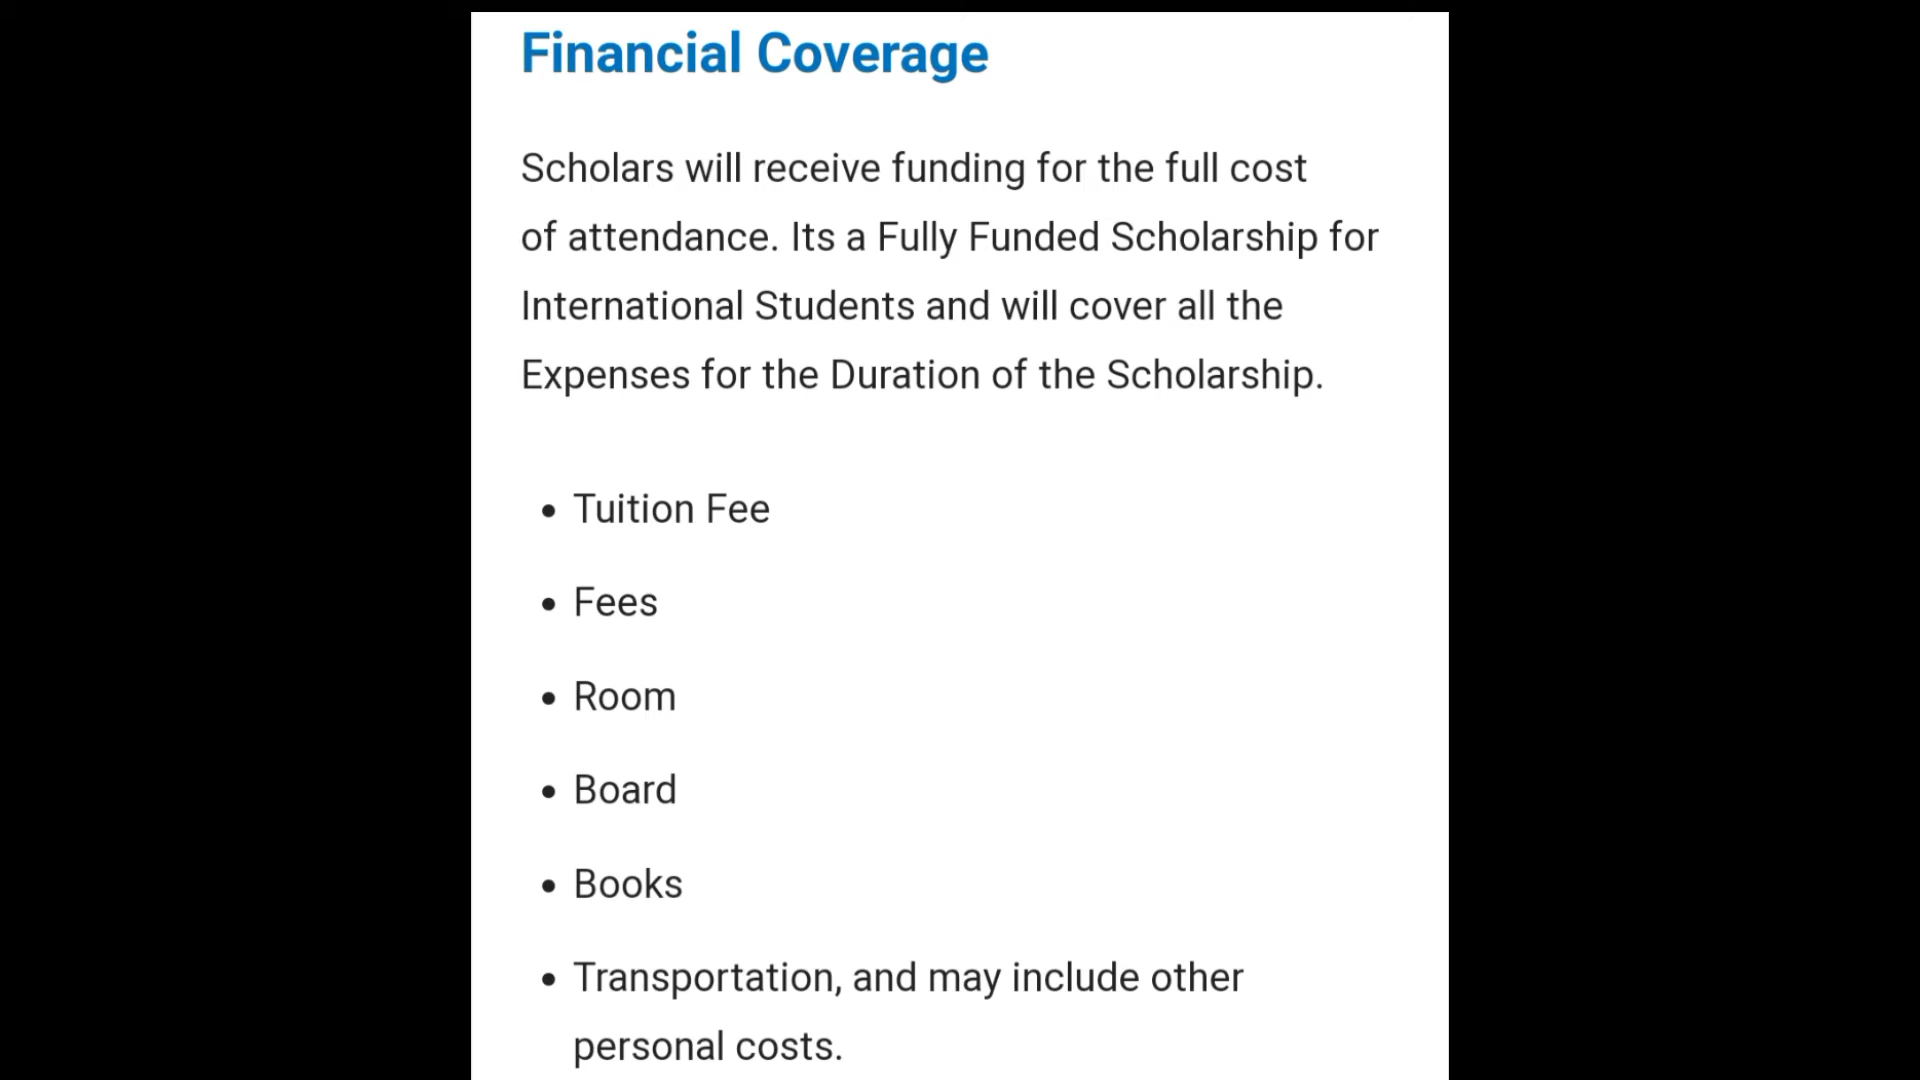 Financial Coverage
Scholars will receive funding for the full cost
of attendance. Its a Fully Funded Scholarship for
International Students and will cover all the
Expenses for the Duration of the Scholarship.
• Tuition Fee
• Fees
• Room
• Board
• Books
• Transportation, and may include other
personal costs.